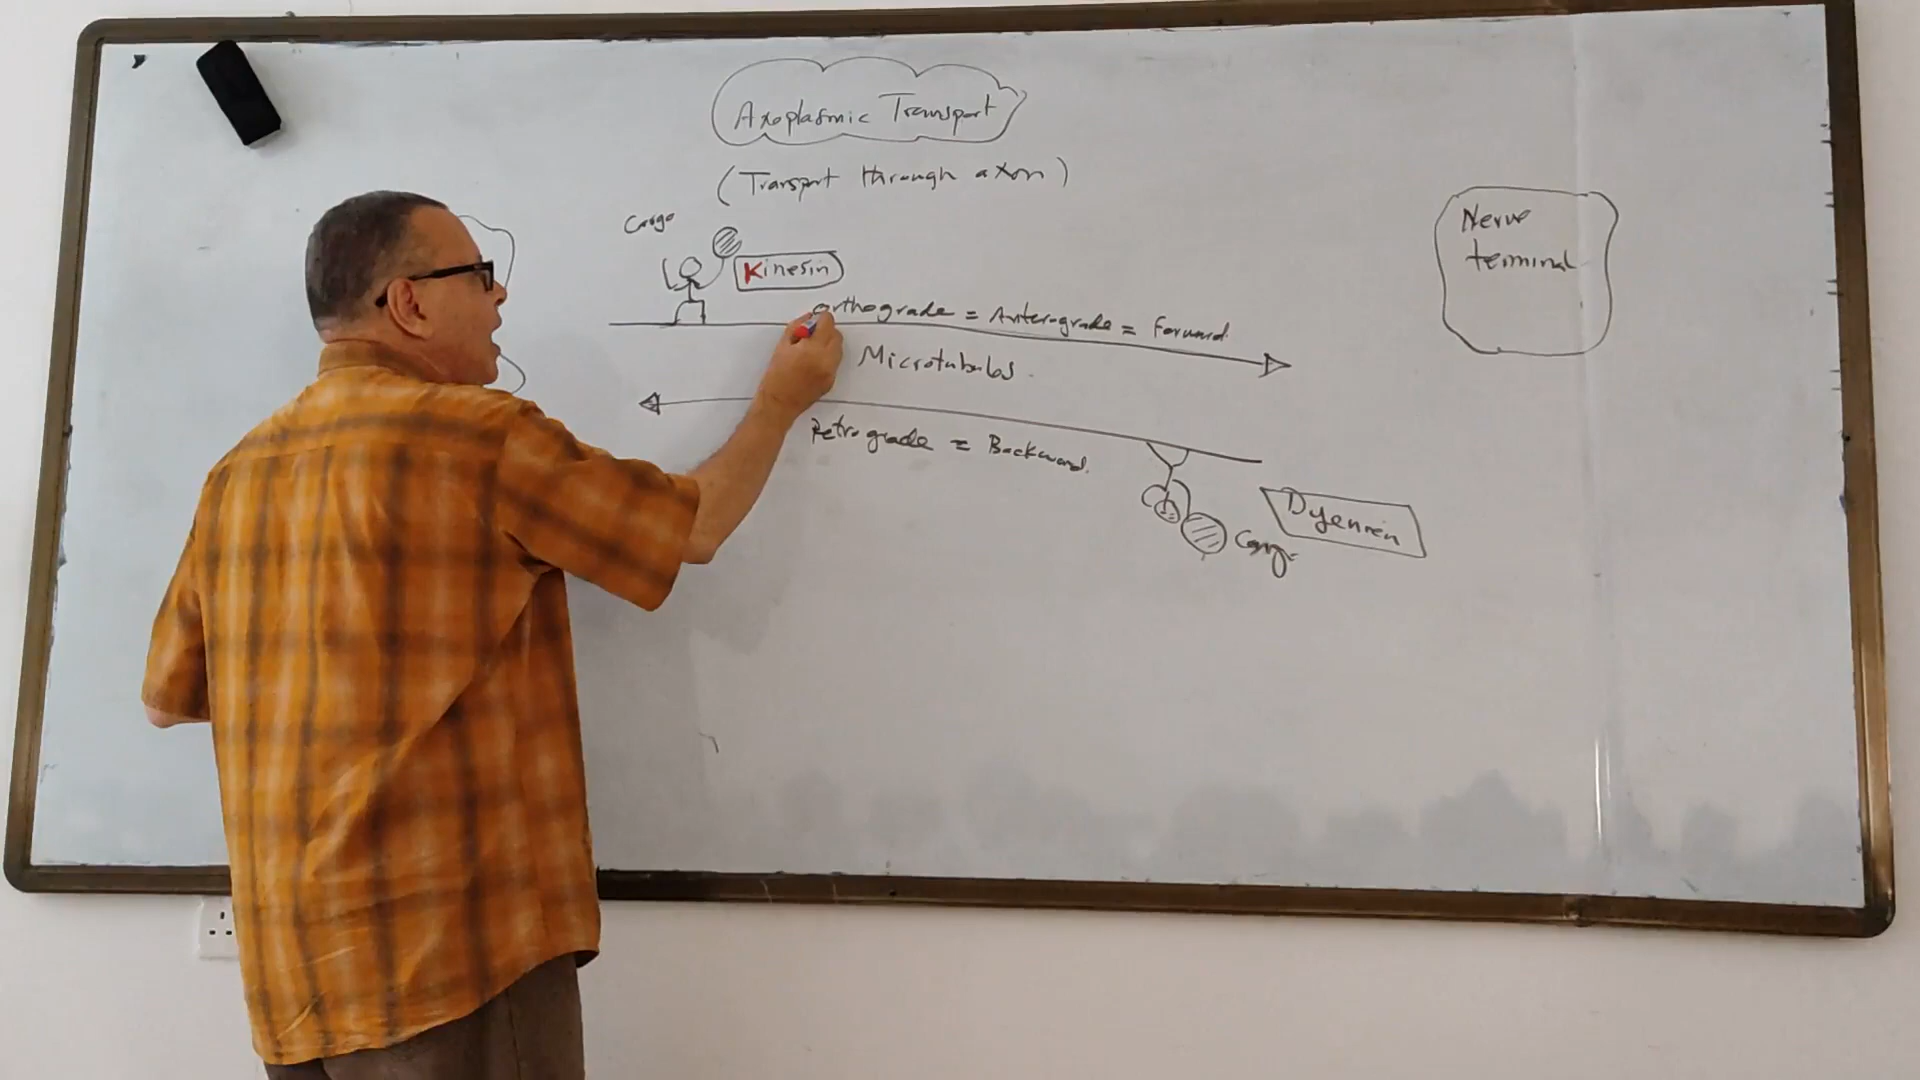 Axoplasmic Transport
(Transport through axon)
Cargo
Kinesin
Nerve
terminal
Orthograde = Anterograde = Forward.
Microtubules.
Retrograde = Backward.
Dyenein
Cargo